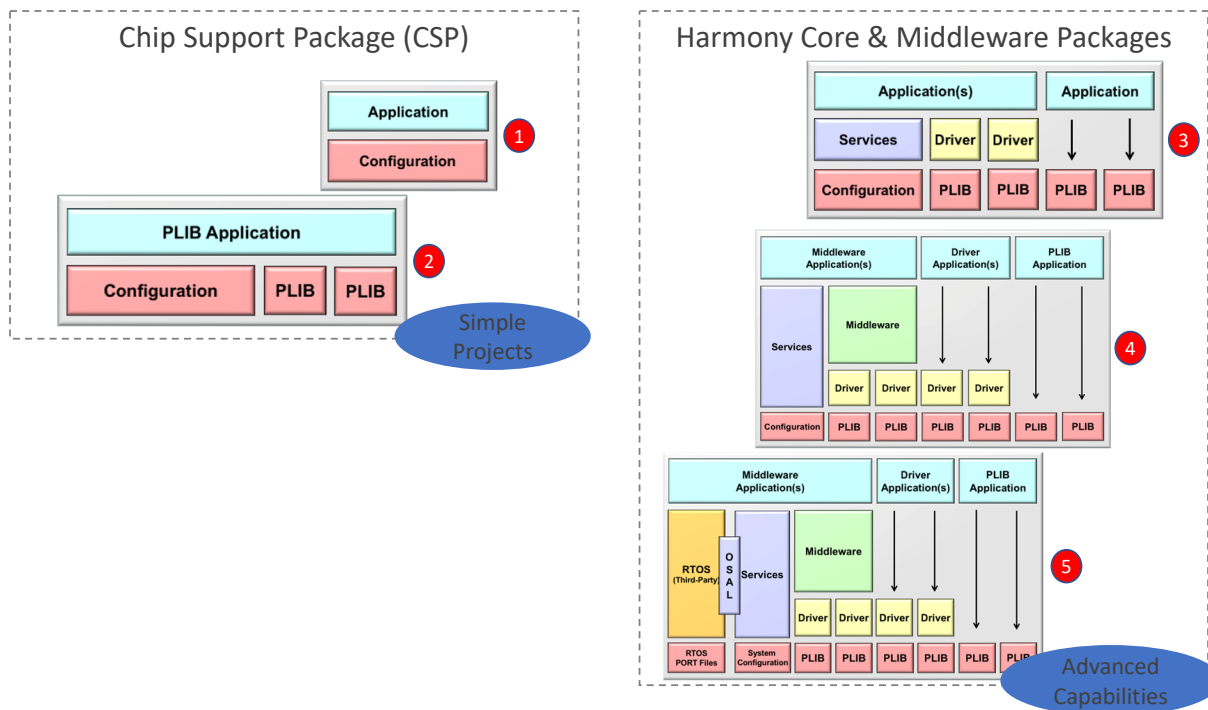 Chip Support Package (CSP)
Application
Configuration
1
PLIB Application
Configuration
PLIB
PLIB
2
Simple
Projects
Harmony Core & Middleware Packages
Application(s)
Application
Services
Driver
Driver
Configuration
PLIB
PLIB
PLIB
PLIB
3
Middleware
Application(s)
Driver
Application(s)
PLIB
Application
Services
Middleware
Driver
Driver
Driver
Driver
Configuration
PLIB
PLIB
PLIB
PLIB
PLIB
PLIB
4
Middleware
Application(s)
Driver
Application(s)
PLIB
Application
RTOS
(Third-Party)
O
S
A
L
Services
Middleware
Driver
Driver
Driver
Driver
RTOS
PORT Files
System
Configuration
PLIB
PLIB
PLIB
PLIB
PLIB
PLIB
5
Advanced
Capabilities